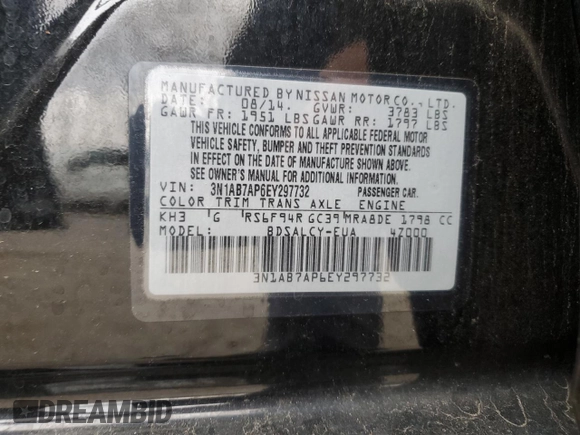 MANUFACTURED BY NISSAN MOTOR CO., LTD.
DATE: 08/14. GVWR: 3783 LBS
GAWR FR: 1951 LBS GAWR RR: 1797 LBS
THIS VEHICLE CONFORMS TO ALL APPLICABLE FEDERAL MOTOR
VEHICLE SAFETY, BUMPER AND THEFT PREVENTION STANDARDS
IN EFFECT ON THE DATE OF MANUFACTURE SHOWN ABOVE.
SEE OWNER'S MANUAL FOR ADDITIONAL INFORMATION.
VIN: 3N1AB7AP6EY297732 PASSENGER CAR.
COLOR TRIM TRANS AXLE ENGINE
KH3 G RS6F94R GC39 MRA8DE 1798 CC
MODEL: BDSALCY-EUA 4Z000
3N1AB7AP6EY297732
DREAMBID